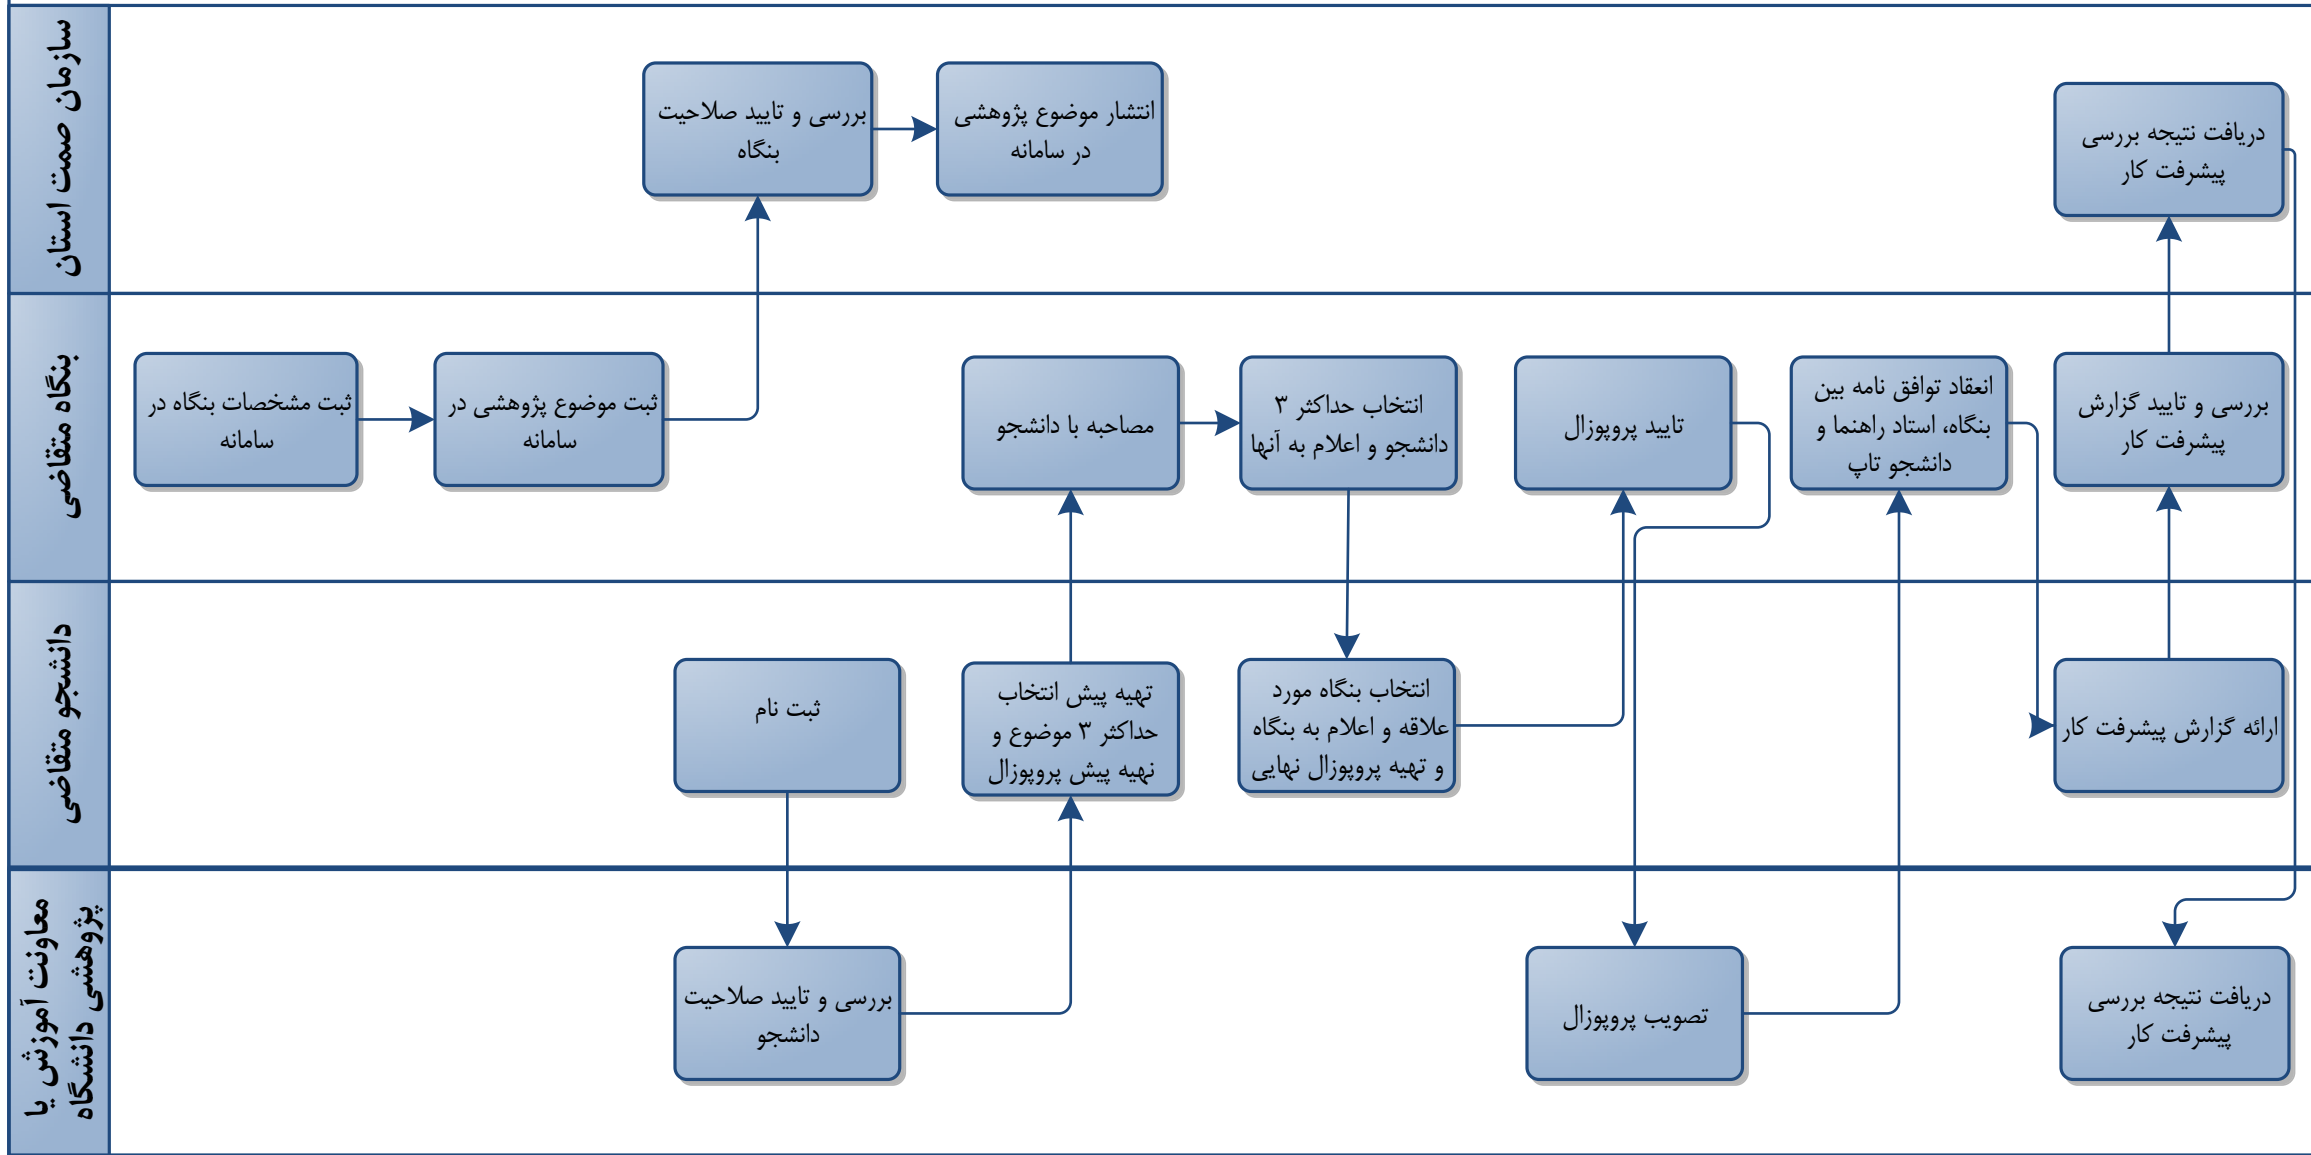 سازمان صمت استان
بررسی و تایید صلاحیت
بنگاه
انتشار موضوع پژوهشی
در سامانه
دریافت نتیجه بررسی
پیشرفت کار
بنگاه متقاضی
ثبت مشخصات بنگاه در
سامانه
ثبت موضوع پژوهشی در
سامانه
مصاحبه با دانشجو
انتخاب حداکثر ۳
دانشجو و اعلام به آنها
تایید پروپوزال
انعقاد توافق نامه بین
بنگاه، استاد راهنما و
دانشجو تاپ
بررسی و تایید گزارش
پیشرفت کار
دانشجو متقاضی
ثبت نام
تهیه پیش انتخاب
حداکثر ۳ موضوع و
تهیه پیش پروپوزال
انتخاب بنگاه مورد
علاقه و اعلام به بنگاه
و تهیه پروپوزال نهایی
ارائه گزارش پیشرفت کار
معاونت آموزش یا
پژوهشی دانشگاه
بررسی و تایید صلاحیت
دانشجو
تصویب پروپوزال
دریافت نتیجه بررسی
پیشرفت کار